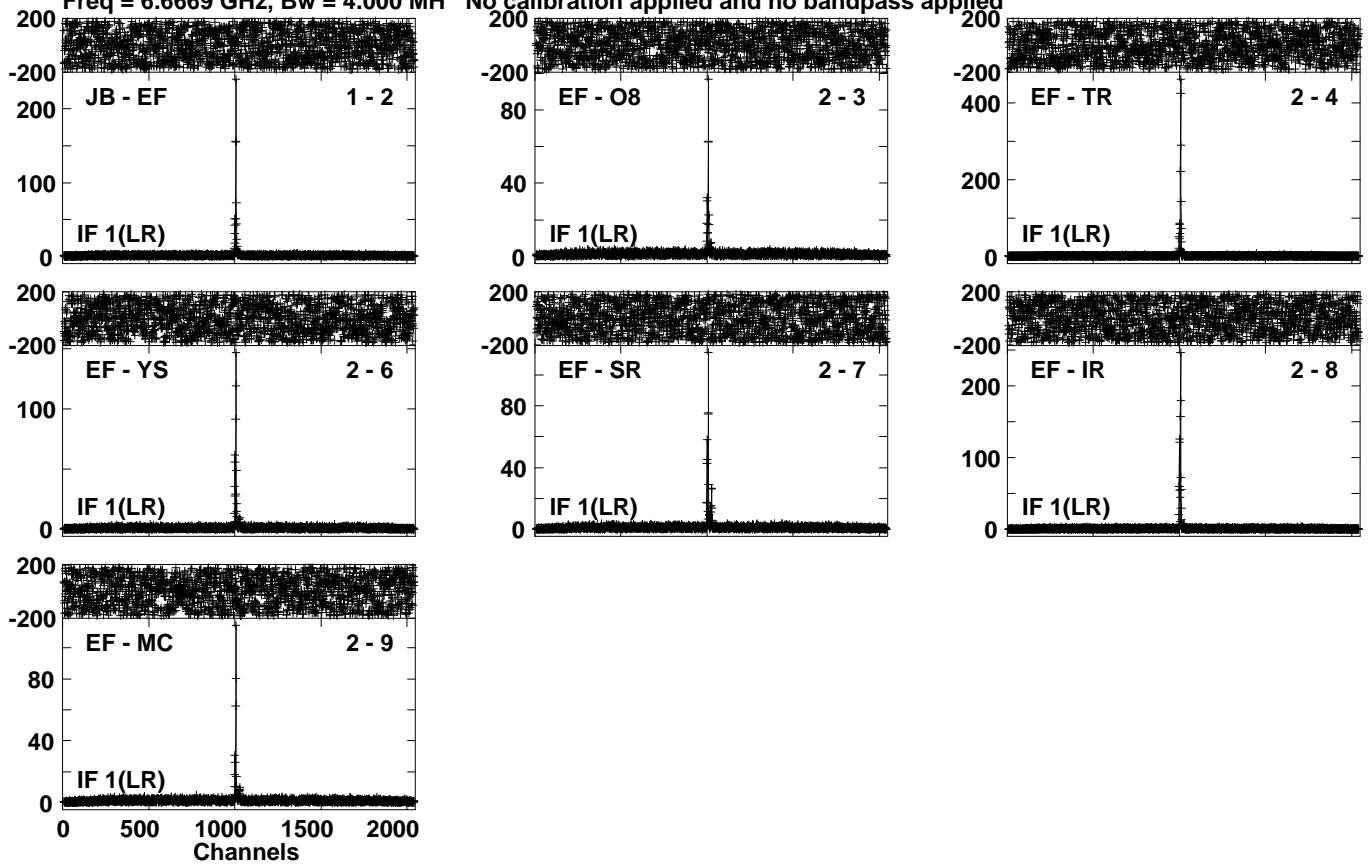 Freq = 6.6669 GHz, Bw = 4.000 MH No calibration applied and no bandpass applied
200
-200
JB - EF 1 - 2
200
100
0
IF 1(LR)
200
-200
EF - O8 2 - 3
80
40
0
IF 1(LR)
200
-200
EF - TR 2 - 4
400
200
0
IF 1(LR)
200
-200
EF - YS 2 - 6
100
0
IF 1(LR)
200
-200
EF - SR 2 - 7
80
40
0
IF 1(LR)
200
-200
EF - IR 2 - 8
200
100
0
IF 1(LR)
200
-200
EF - MC 2 - 9
80
40
0
IF 1(LR)
0 500 1000 1500 2000
Channels